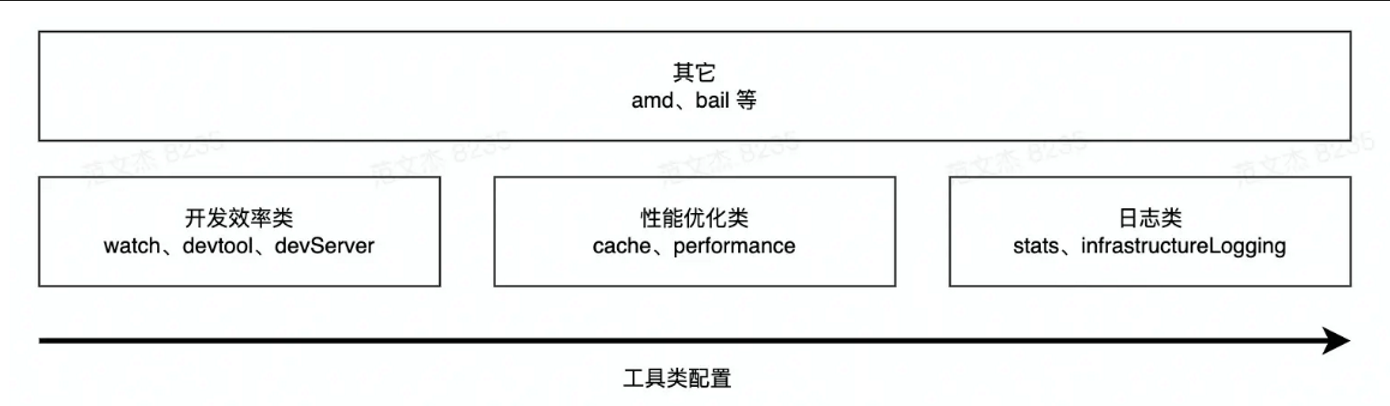 其它
amd、bail 等
范文杰 8235
范文杰 8235
范文杰 8235
范文杰 8235
范文杰 8235
开发效率类
watch、devtool、devServer
性能优化类
cache、performance
日志类
stats、infrastructureLogging
工具类配置